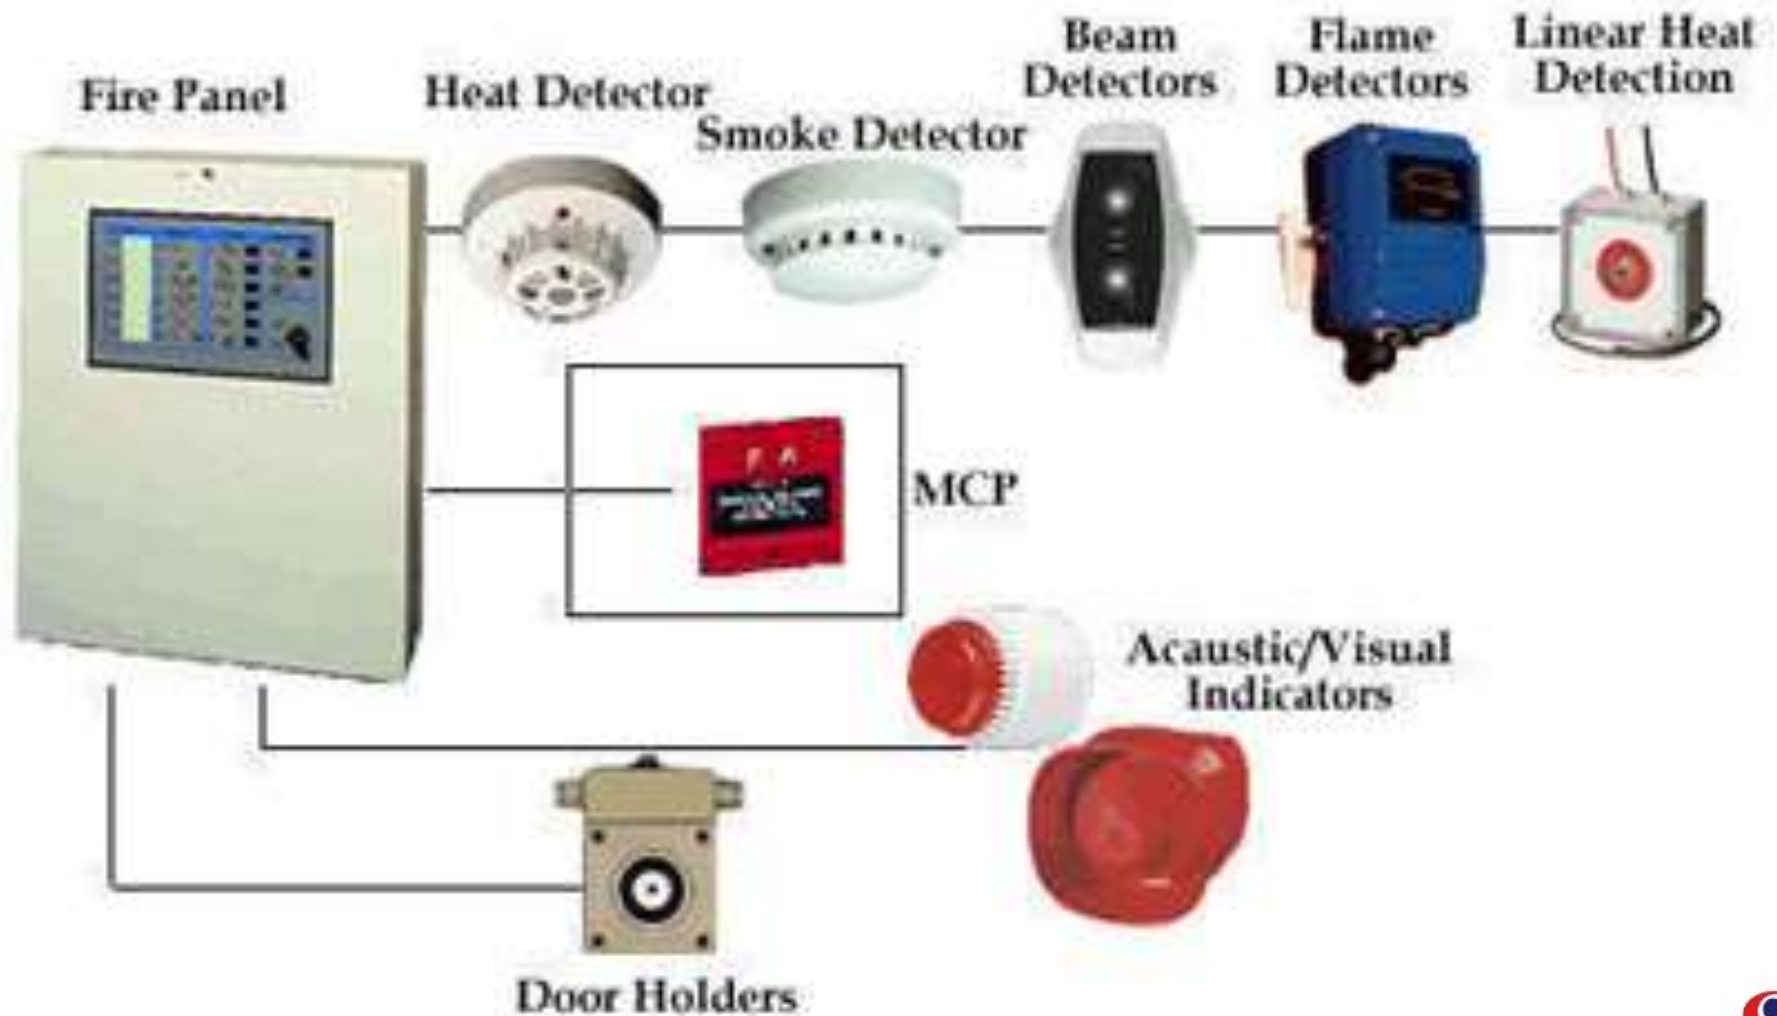 Fire Panel
Heat Detector
Smoke Detector
Beam
Detectors
Flame
Detectors
Linear Heat
Detection
MCP
Acaustic/Visual
Indicators
Door Holders